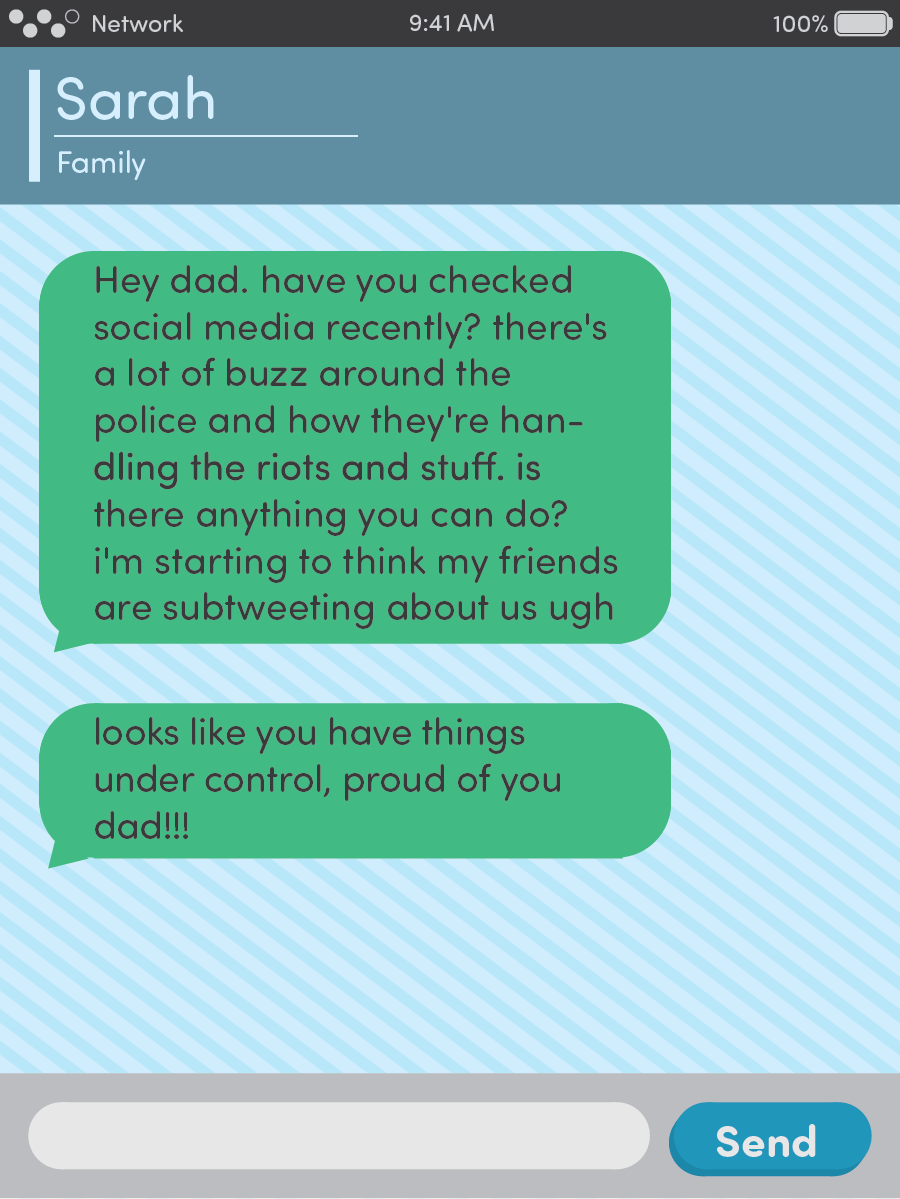 Network 9:41 AM 100%
Sarah
Family
Hey dad. have you checked
social media recently? there's
a lot of buzz around the
police and how they're han-
dling the riots and stuff. is
there anything you can do?
i'm starting to think my friends
are subtweeting about us ugh
looks like you have things
under control, proud of you
dad!!!
Send